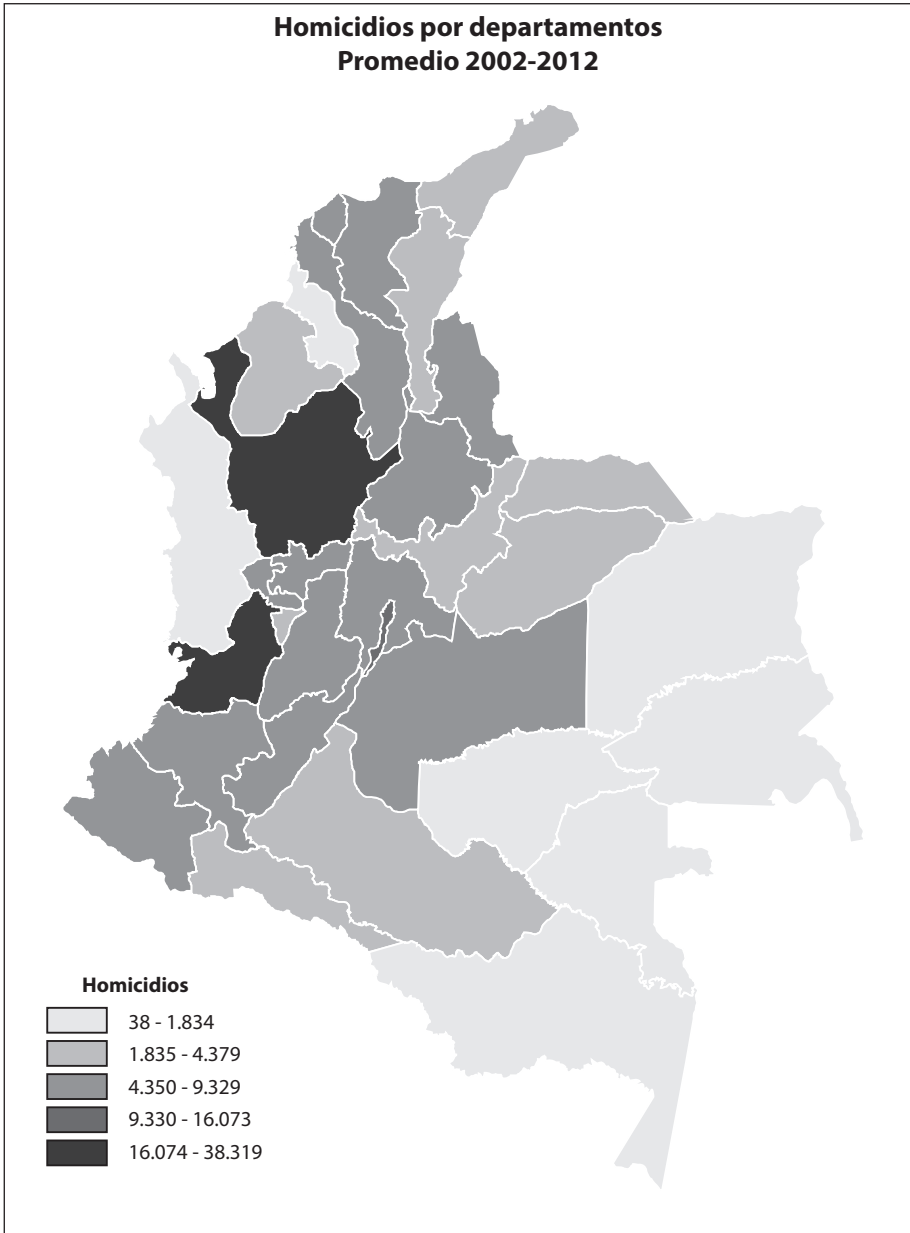 Homicidios por departamentos
Promedio 2002-2012
Homicidios
38 - 1.834
1.835 - 4.379
4.350 - 9.329
9.330 - 16.073
16.074 - 38.319